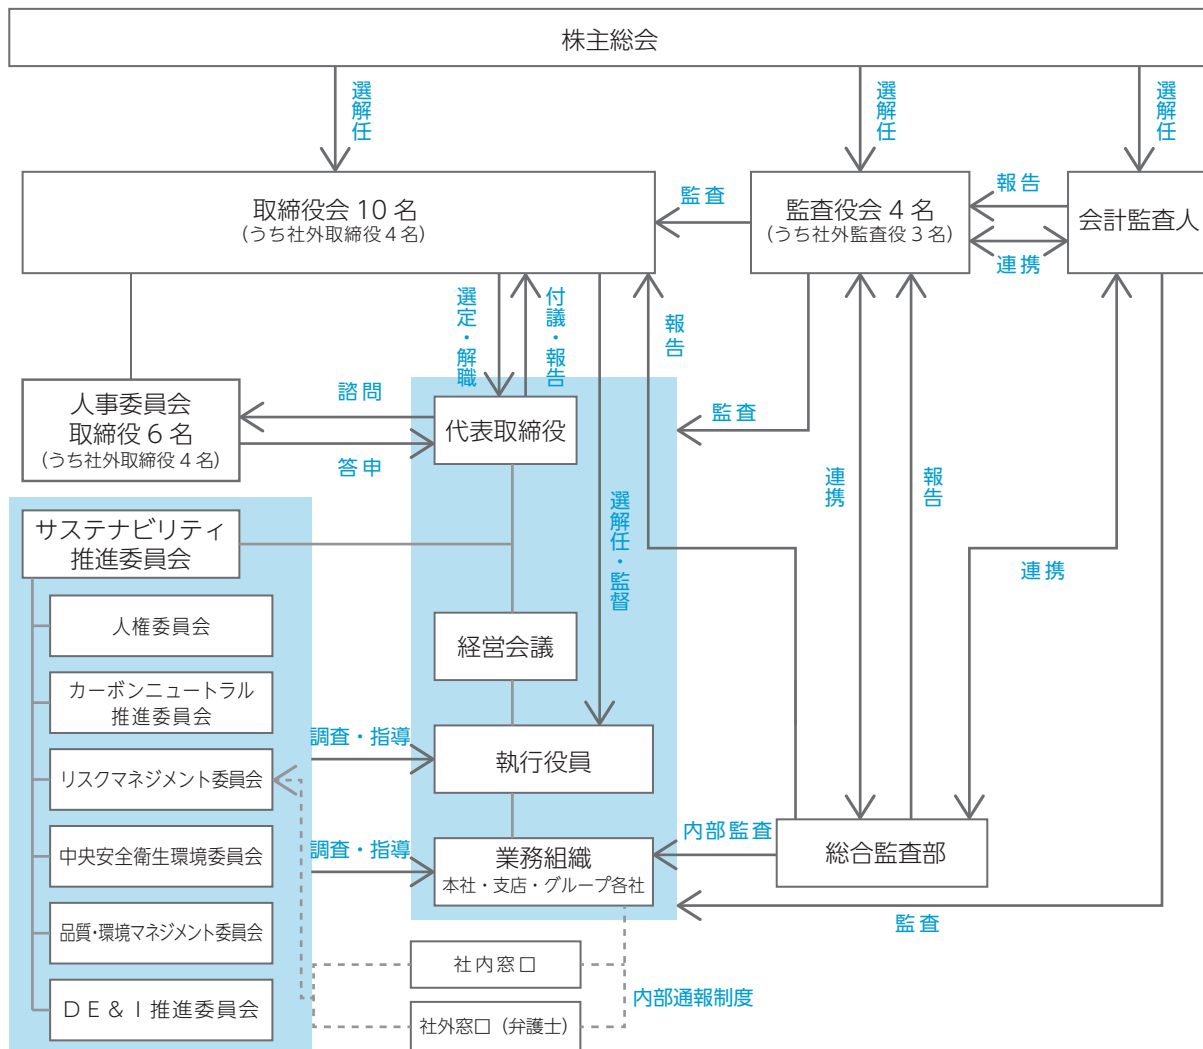 株主総会
選解任
選解任
選解任
取締役会 10 名
(うち社外取締役 4 名)
監査
監査役会 4 名
(うち社外監査役 3 名)
報告
連携
会計監査人
選定・解職
付議・報告
報告
人事委員会
取締役 6 名
(うち社外取締役 4 名)
諮問
答申
代表取締役
監査
連携
報告
連携
選解任・監督
サステナビリティ
推進委員会
人権委員会
カーボンニュートラル
推進委員会
リスクマネジメント委員会
中央安全衛生環境委員会
品質・環境マネジメント委員会
DE&I推進委員会
経営会議
調査・指導
執行役員
調査・指導
業務組織
本社・支店・グループ各社
内部監査
総合監査部
監査
社内窓口
社外窓口(弁護士)
内部通報制度